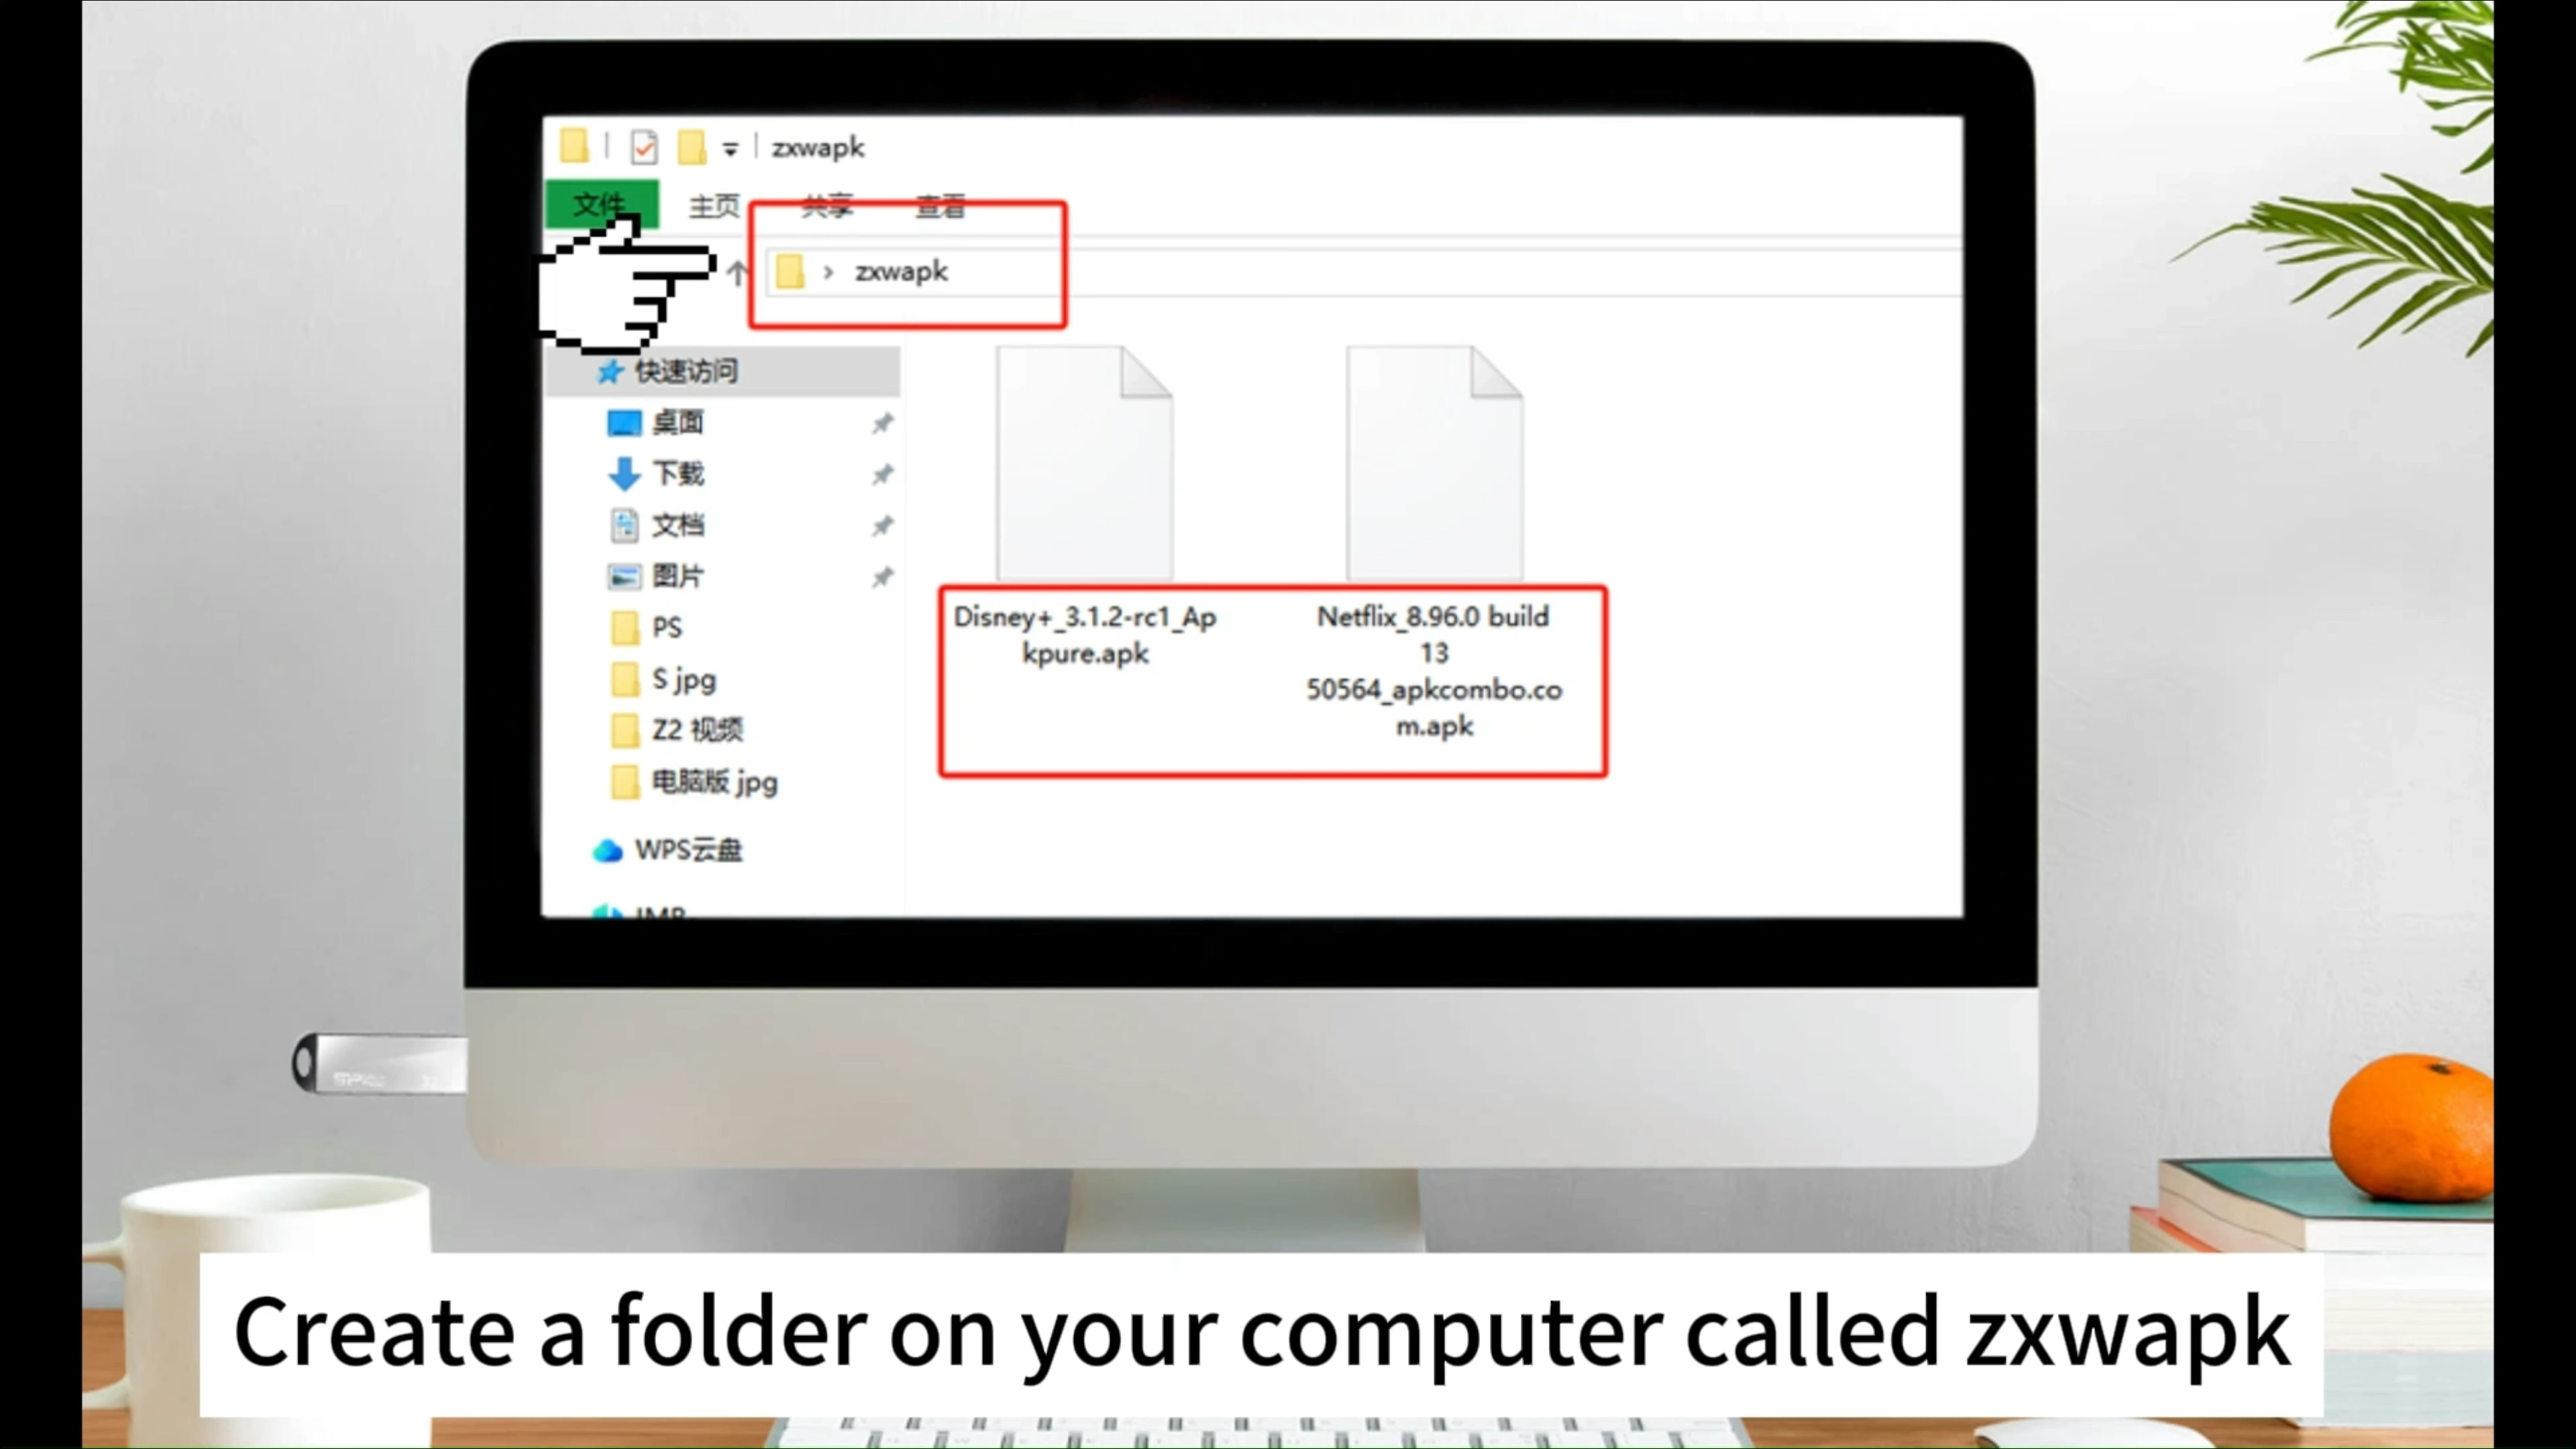 zxwapk
文件 主页 共享 查看
zxwapk
快速访问
桌面
下载
文档
图片
PS
S jpg
Z2 视频
电脑版 jpg
WPS云盘
Disney+_3.1.2-rc1_Ap
kpure.apk
Netflix_8.96.0 build
13
50564_apkcombo.co
m.apk
Create a folder on your computer called zxwapk